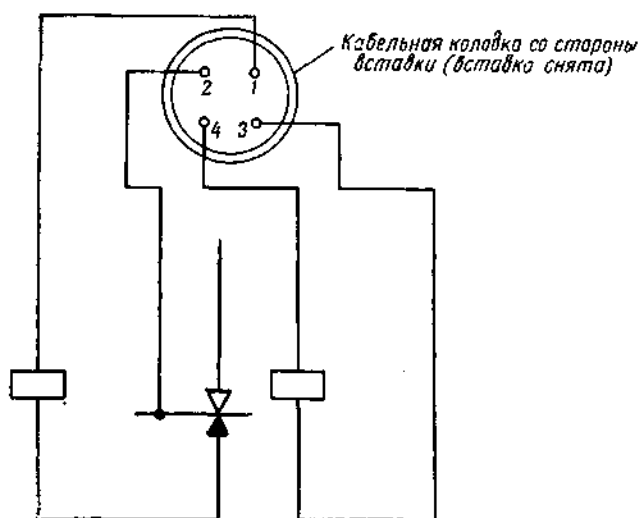 Кабельная колодка со стороны
вставки (вставка снята)
2 1
4 3